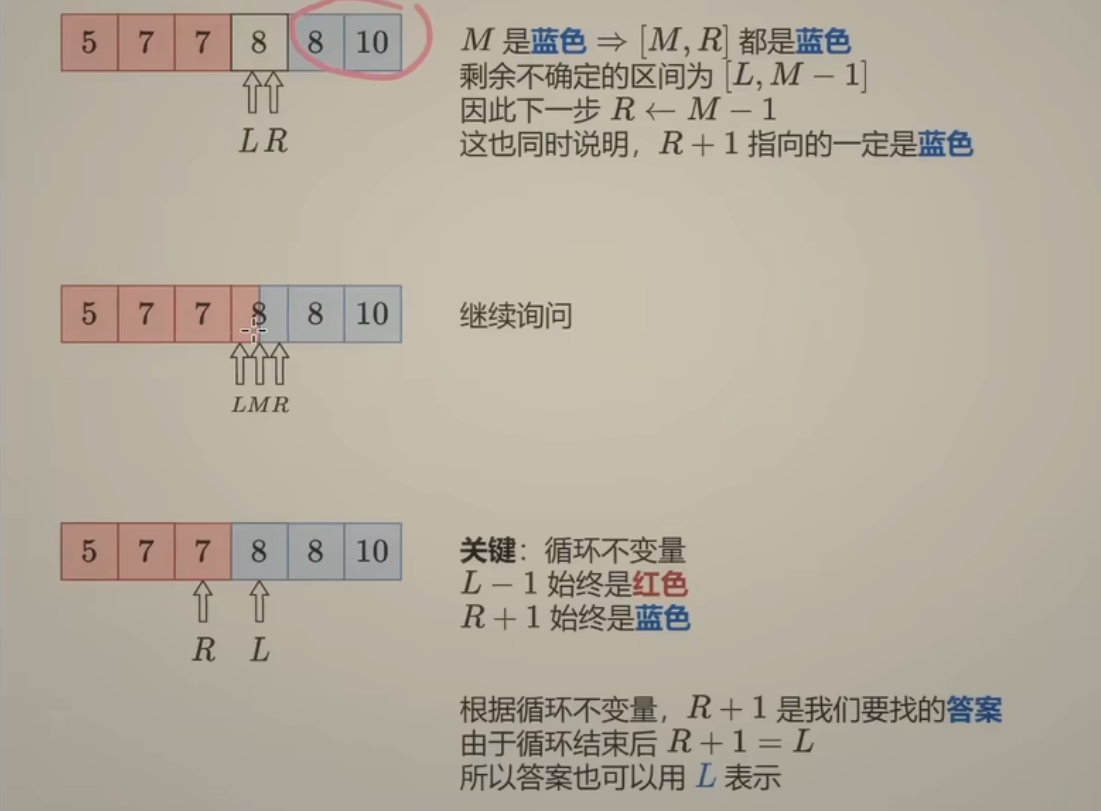 5 7 7 8 8 10
L R
M 是蓝色 ⇒ [M, R] 都是蓝色
剩余不确定的区间为 [L, M − 1]
因此下一步 R ← M − 1
这也同时说明，R + 1 指向的一定是蓝色
5 7 7 8 8 10
L M R
继续询问
5 7 7 8 8 10
R L
关键：循环不变量
L − 1 始终是红色
R + 1 始终是蓝色
根据循环不变量，R + 1 是我们要找的答案
由于循环结束后 R + 1 = L
所以答案也可以用 L 表示